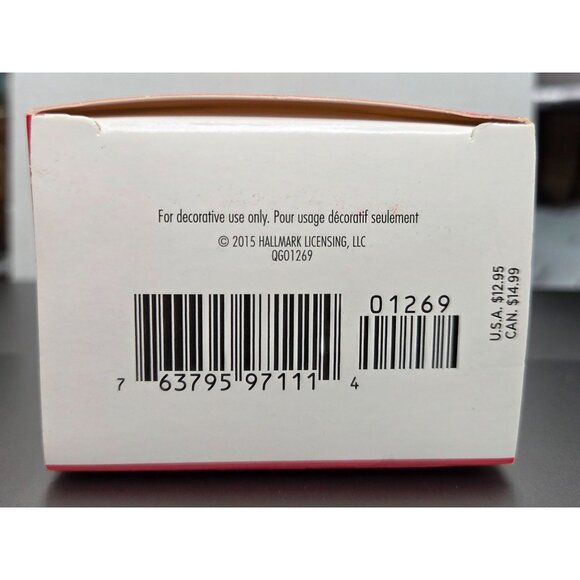 For decorative use only. Pour usage décoratif seulement
© 2015 HALLMARK LICENSING, LLC
QGO1269
01269
7 63795 97111 4
U.S.A. $12.95
CAN. $14.99